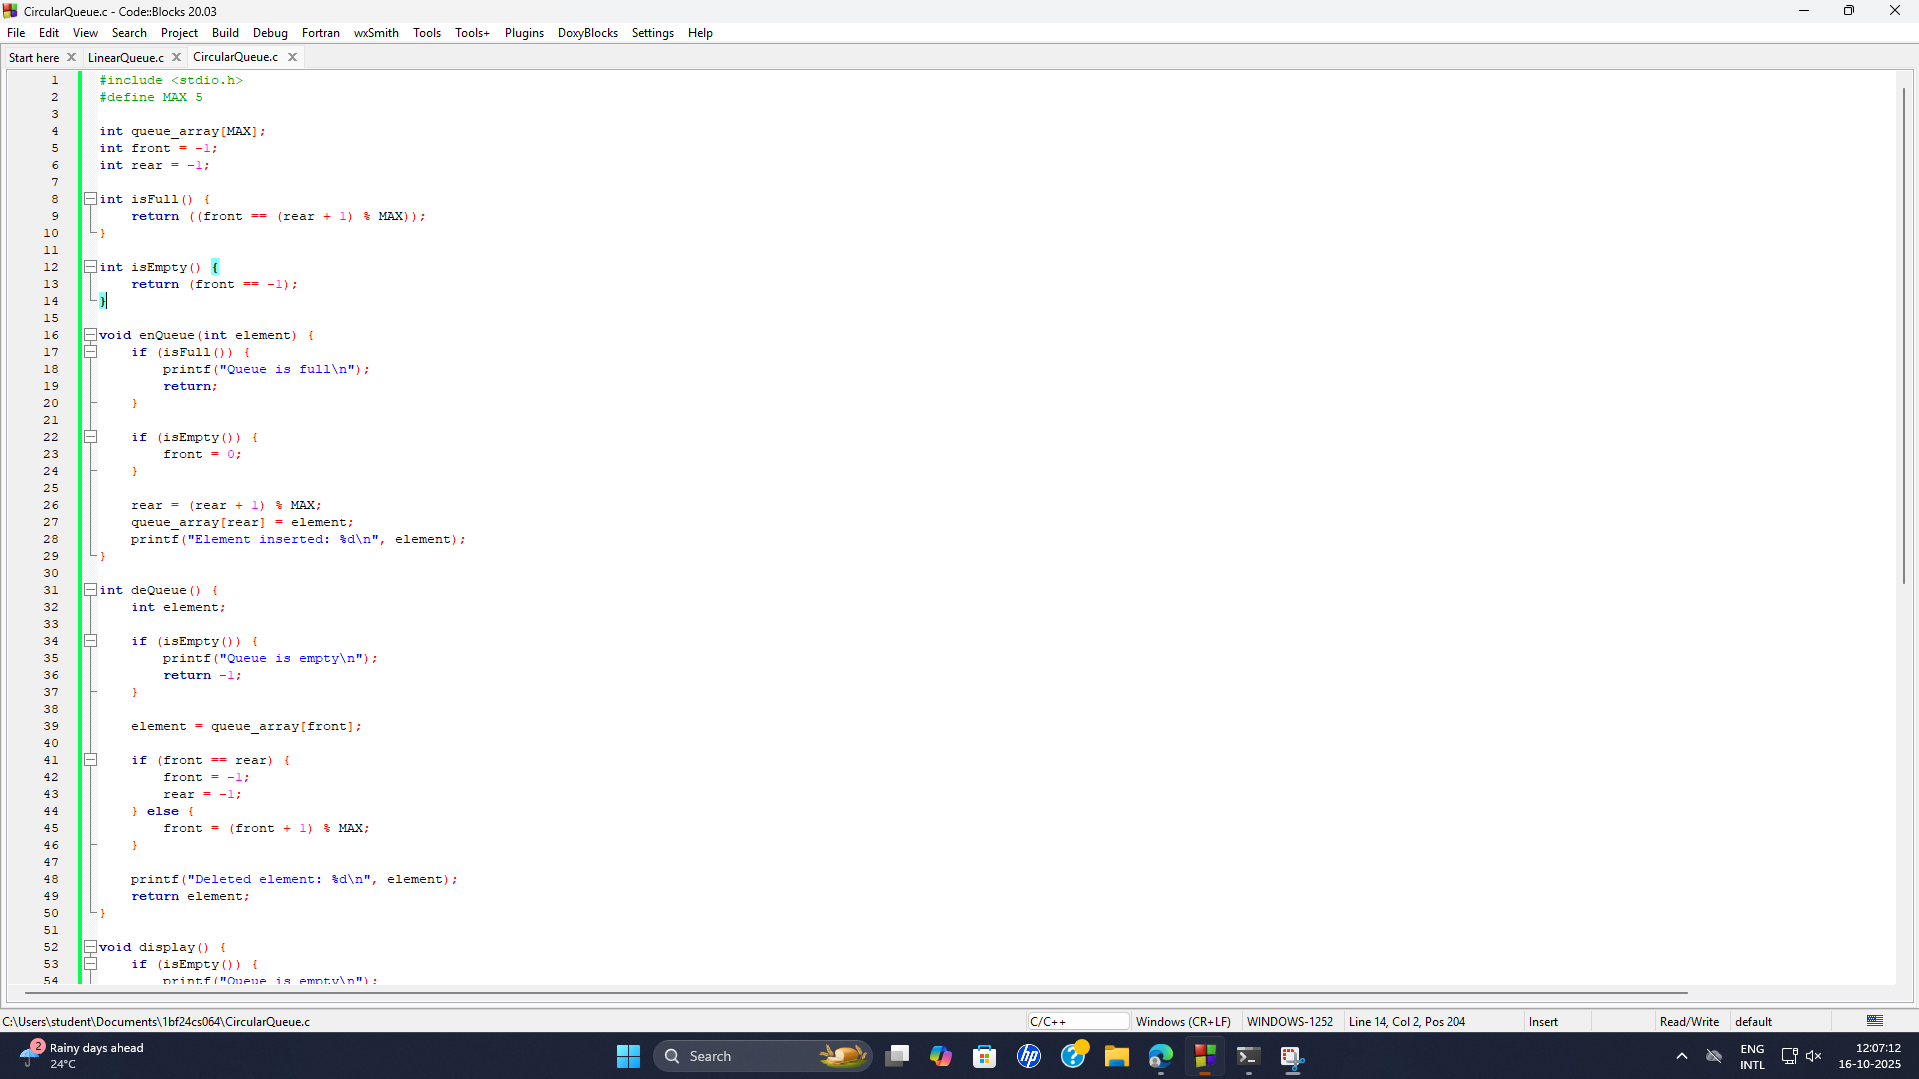 CircularQueue.c - Code::Blocks 20.03
File Edit View Search Project Build Debug Fortran wxSmith Tools Tools+ Plugins DoxyBlocks Settings Help
Start here LinearQueue.c CircularQueue.c
1 #include <stdio.h>
2 #define MAX 5
3
4 int queue_array[MAX];
5 int front = -1;
6 int rear = -1;
7
8 int isFull() {
9 return ((front == (rear + 1) % MAX));
10 }
11
12 int isEmpty() {
13 return (front == -1);
14 }
15
16 void enQueue(int element) {
17 if (isFull()) {
18 printf("Queue is full\n");
19 return;
20 }
21
22 if (isEmpty()) {
23 front = 0;
24 }
25
26 rear = (rear + 1) % MAX;
27 queue_array[rear] = element;
28 printf("Element inserted: %d\n", element);
29 }
30
31 int deQueue() {
32 int element;
33
34 if (isEmpty()) {
35 printf("Queue is empty\n");
36 return -1;
37 }
38
39 element = queue_array[front];
40
41 if (front == rear) {
42 front = -1;
43 rear = -1;
44 } else {
45 front = (front + 1) % MAX;
46 }
47
48 printf("Deleted element: %d\n", element);
49 return element;
50 }
51
52 void display() {
53 if (isEmpty()) {
54 printf("Queue is empty\n");
C:\Users\student\Documents\1bf24cs064\CircularQueue.c C/C++ Windows (CR+LF) WINDOWS-1252 Line 14, Col 2, Pos 204 Insert Read/Write default
2 Rainy days ahead
24°C
Search
hp
ENG
INTL
12:07:12
16-10-2025